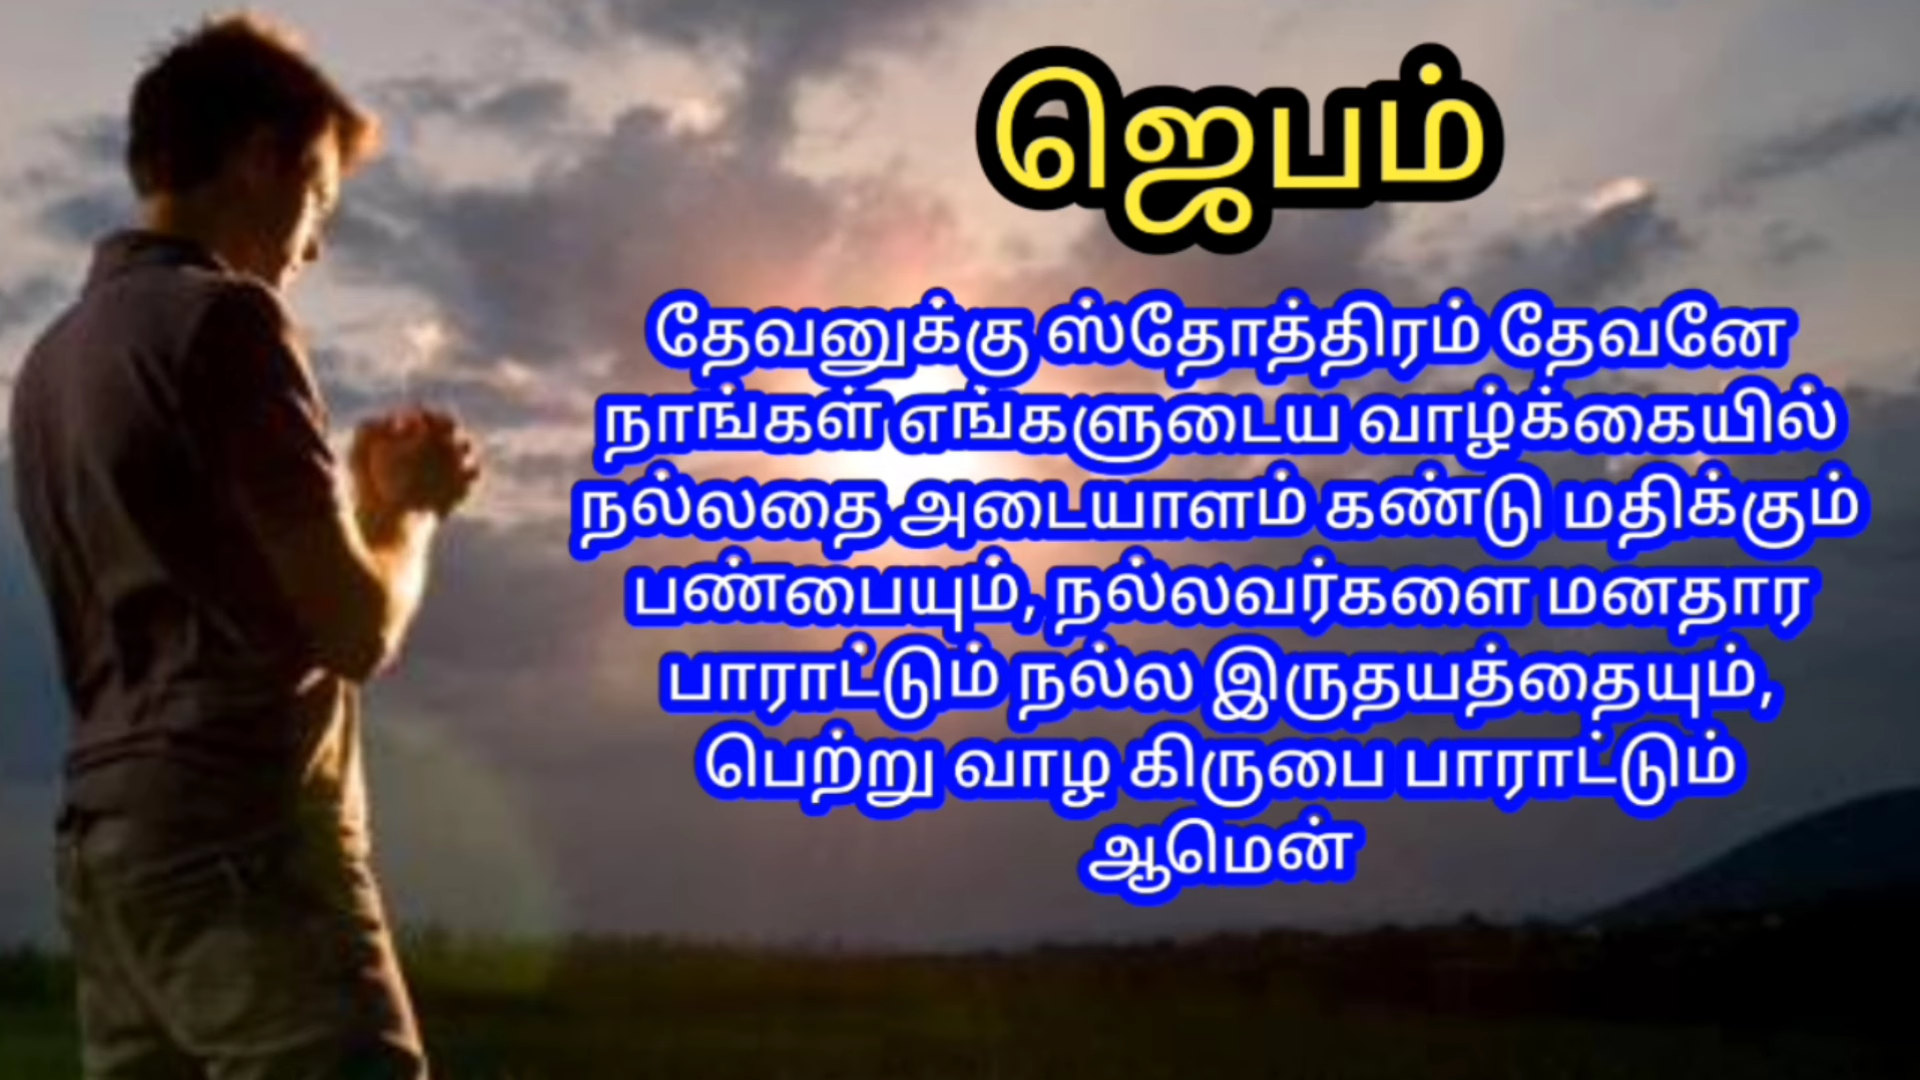 ஜெபம்
தேவனுக்கு ஸ்தோத்திரம் தேவனே
நாங்கள் எங்களுடைய வாழ்க்கையில்
நல்லதை அடையாளம் கண்டு மதிக்கும்
பண்பையும், நல்லவர்களை மனதார
பாராட்டும் நல்ல இருதயத்தையும்,
பெற்று வாழ கிருபை பாராட்டும்
ஆமென்